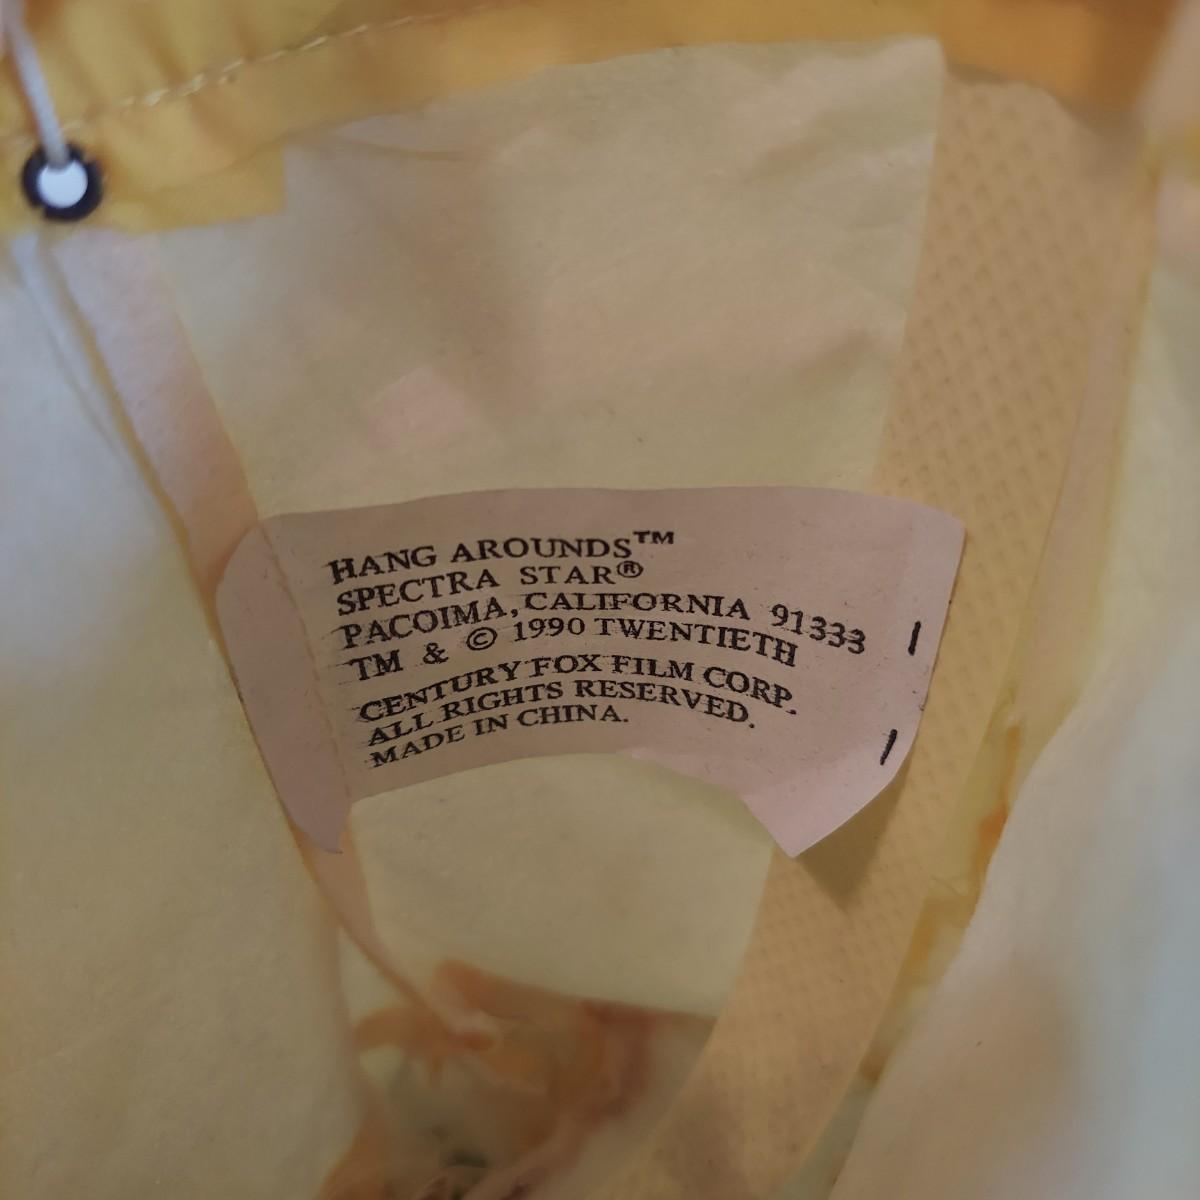 HANG AROUNDS™
SPECTRA STAR®
PACOIMA, CALIFORNIA 91333
TM & © 1990 TWENTIETH
CENTURY FOX FILM CORP.
ALL RIGHTS RESERVED.
MADE IN CHINA.